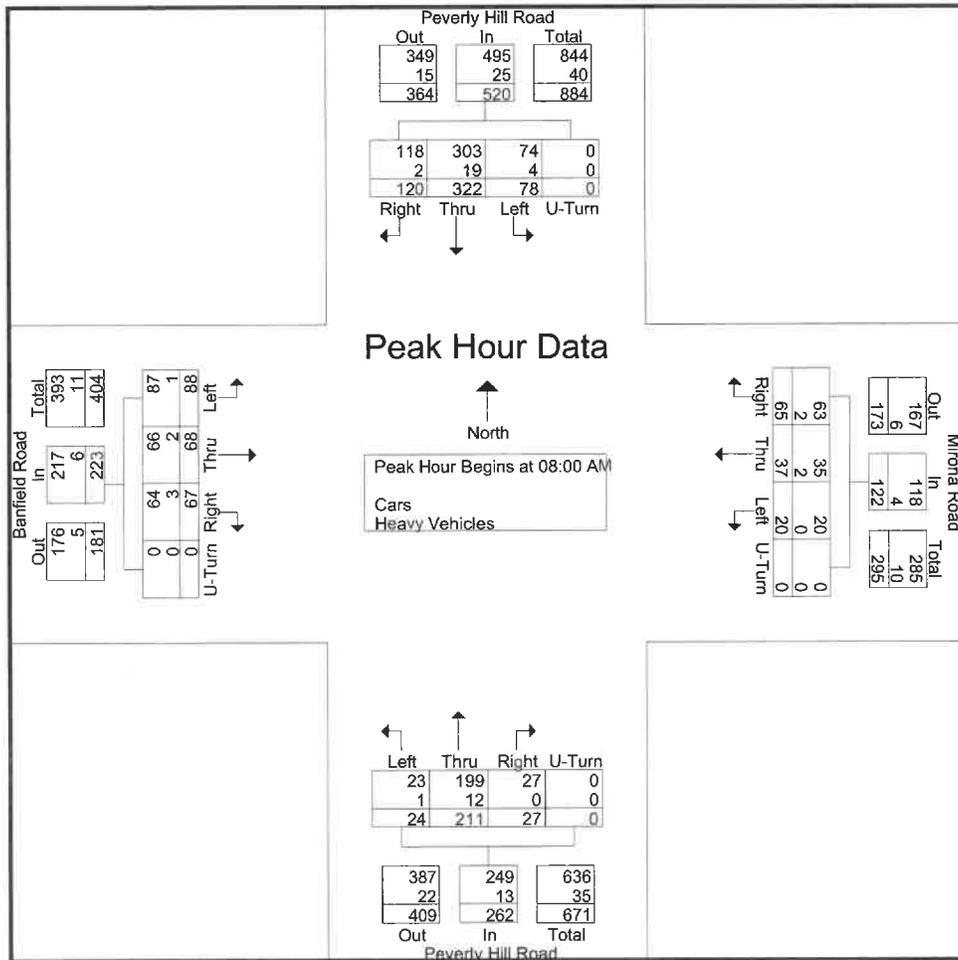 Peverly Hill Road
Out In Total
349 495 844
15 25 40
364 520 884
118 303 74 0
2 19 4 0
120 322 78 0
Right Thru Left U-Turn
Peak Hour Data
North
Peak Hour Begins at 08:00 AM
Cars
Heavy Vehicles
Banfield Road
Out In Total
176 217 393
5 6 11
181 223 404
U-Turn Right Thru Left
0 64 66 87
0 3 2 1
0 67 68 88
Mirona Road
Out In Total
167 118 285
6 4 10
173 122 295
63 35 20 0
2 2 0 0
65 37 20 0
Right Thru Left U-Turn
Left Thru Right U-Turn
23 199 27 0
1 12 0 0
24 211 27 0
387 249 636
22 13 35
409 262 671
Out In Total
Peverly Hill Road